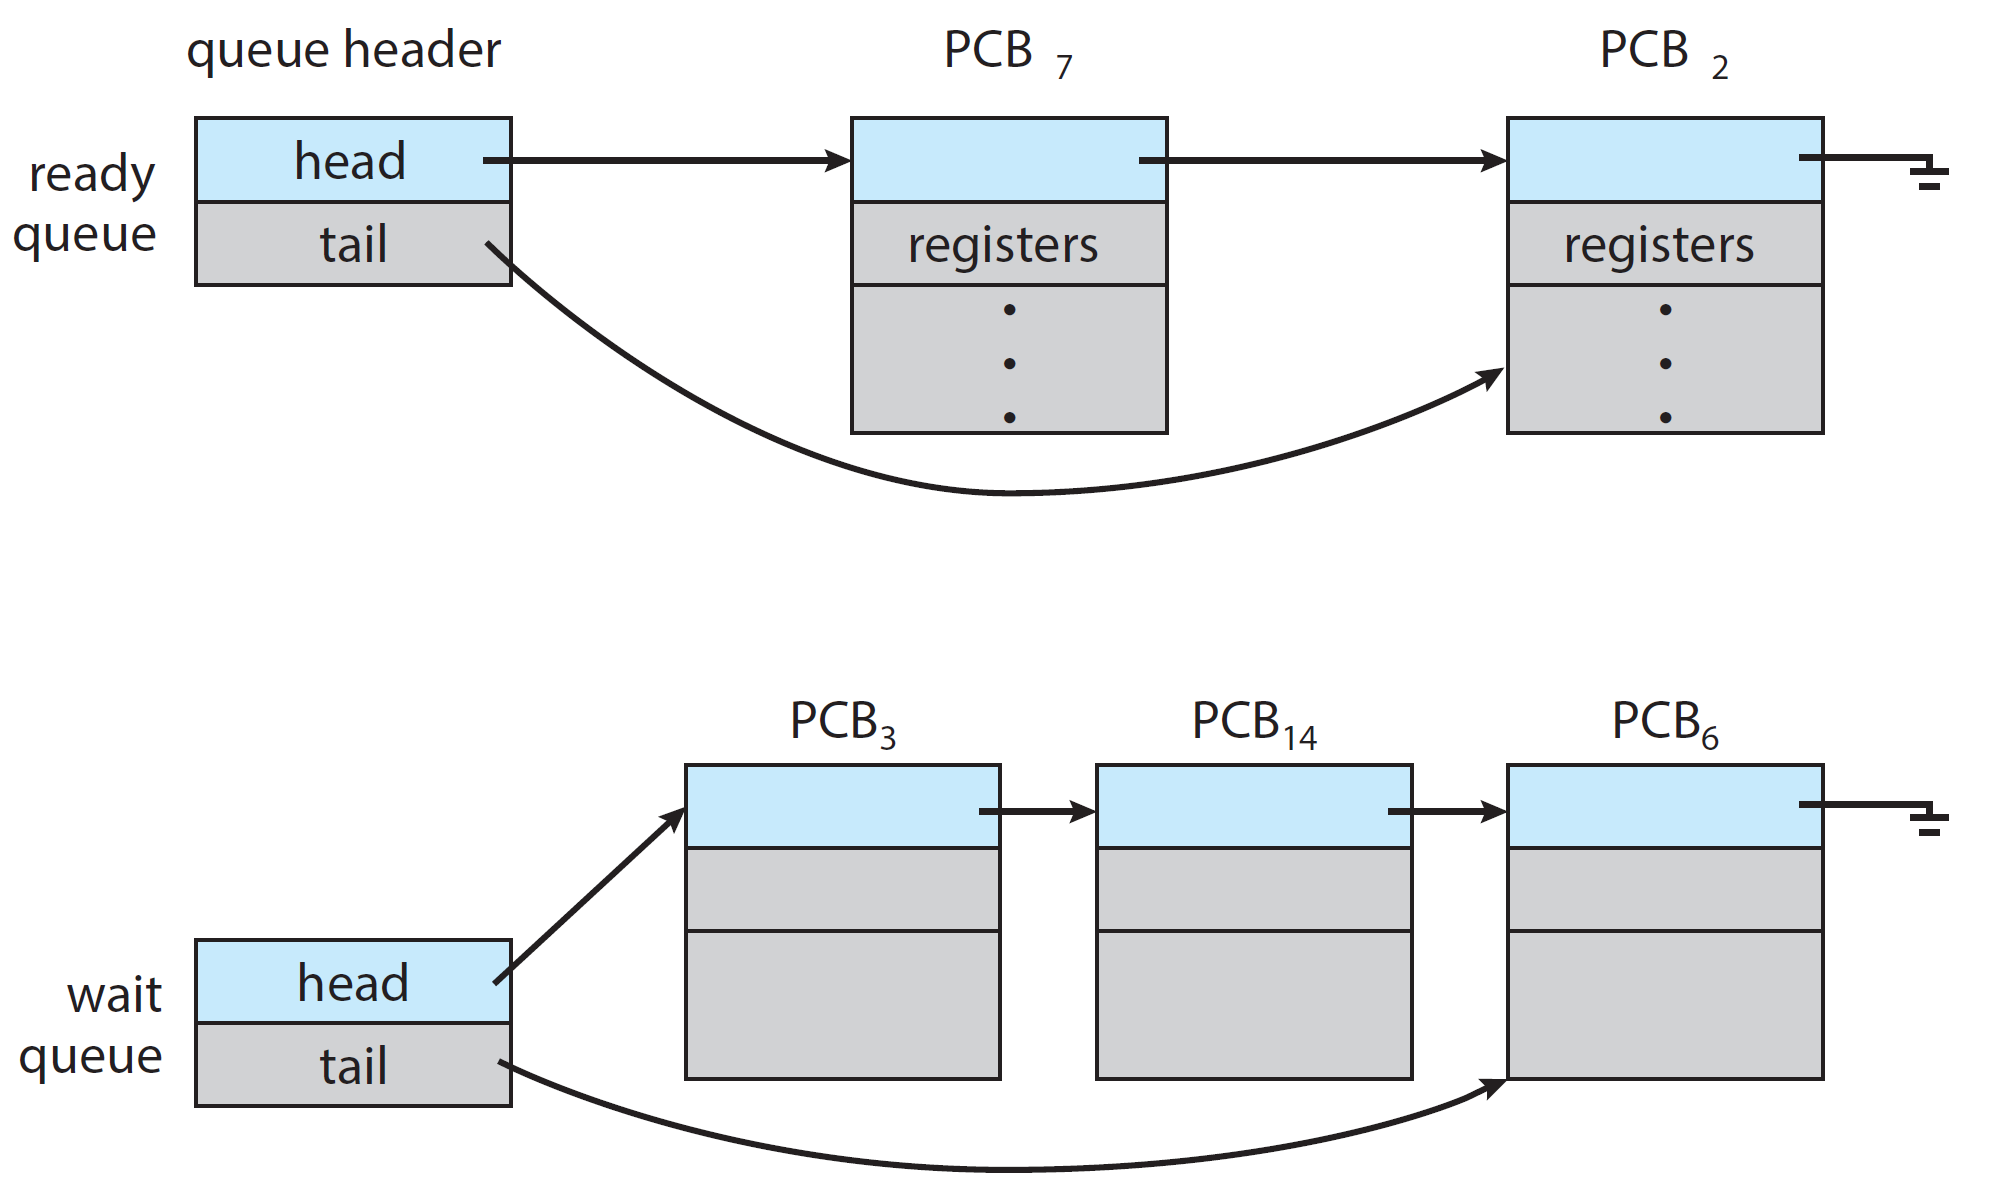 queue header
PCB 7
PCB 2
ready
queue
head
tail
registers
registers
PCB3
PCB14
PCB6
wait
queue
head
tail